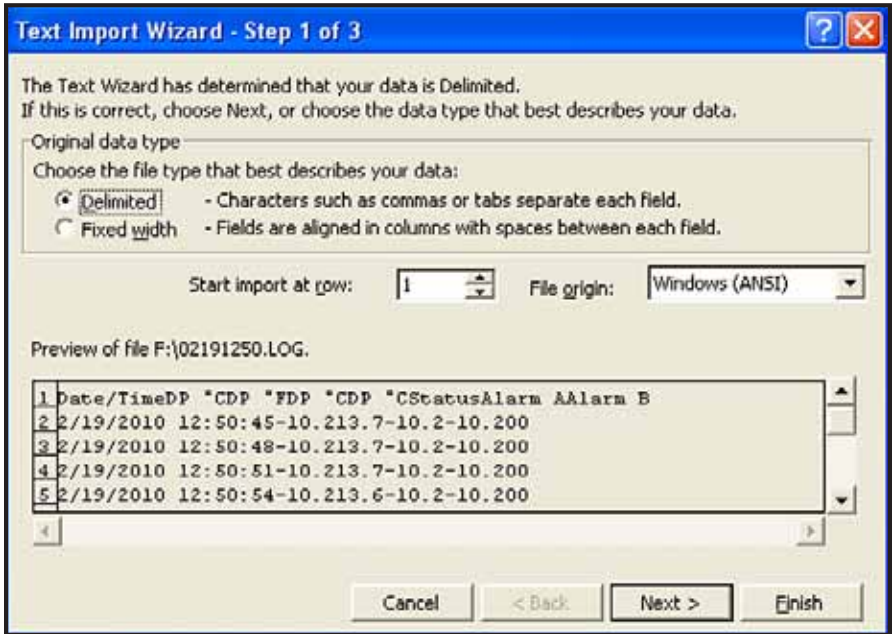 Text Import Wizard - Step 1 of 3
The Text Wizard has determined that your data is Delimited.
If this is correct, choose Next, or choose the data type that best describes your data.
Original data type
Choose the file type that best describes your data:
Delimited - Characters such as commas or tabs separate each field.
Fixed width - Fields are aligned in columns with spaces between each field.
Start import at row: 1 File origin: Windows (ANSI)
Preview of file F:\02191250.LOG.
1 Date/TimeDP °CDP °FDP °CDP °CStatusAlarm AAlarm B
2 2/19/2010 12:50:45-10.213.7-10.2-10.200
3 2/19/2010 12:50:48-10.213.7-10.2-10.200
4 2/19/2010 12:50:51-10.213.7-10.2-10.200
5 2/19/2010 12:50:54-10.213.6-10.2-10.200
Cancel < Back Next > Finish